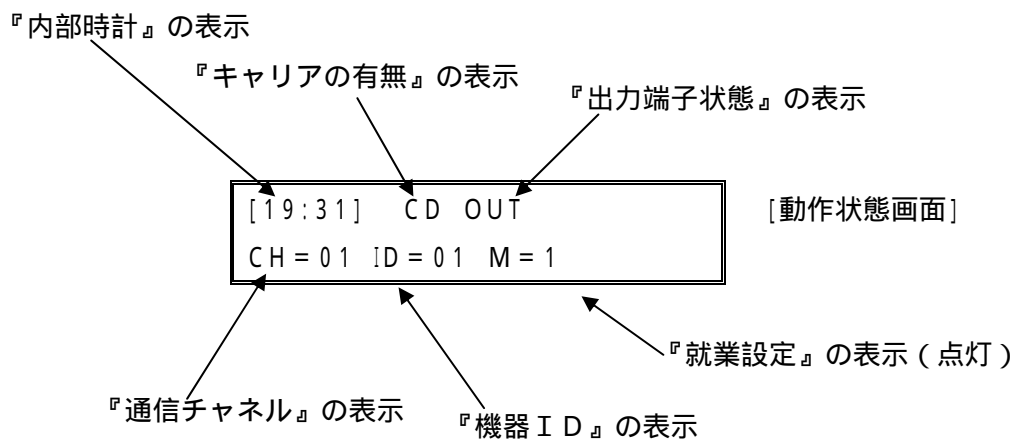 『内部時計』の表示
『キャリアの有無』の表示
『出力端子状態』の表示
[19:31] CD OUT
[動作状態画面]
CH=01 ID=01 M=1
『就業設定』の表示(点灯)
『通信チャネル』の表示
『機器ID』の表示